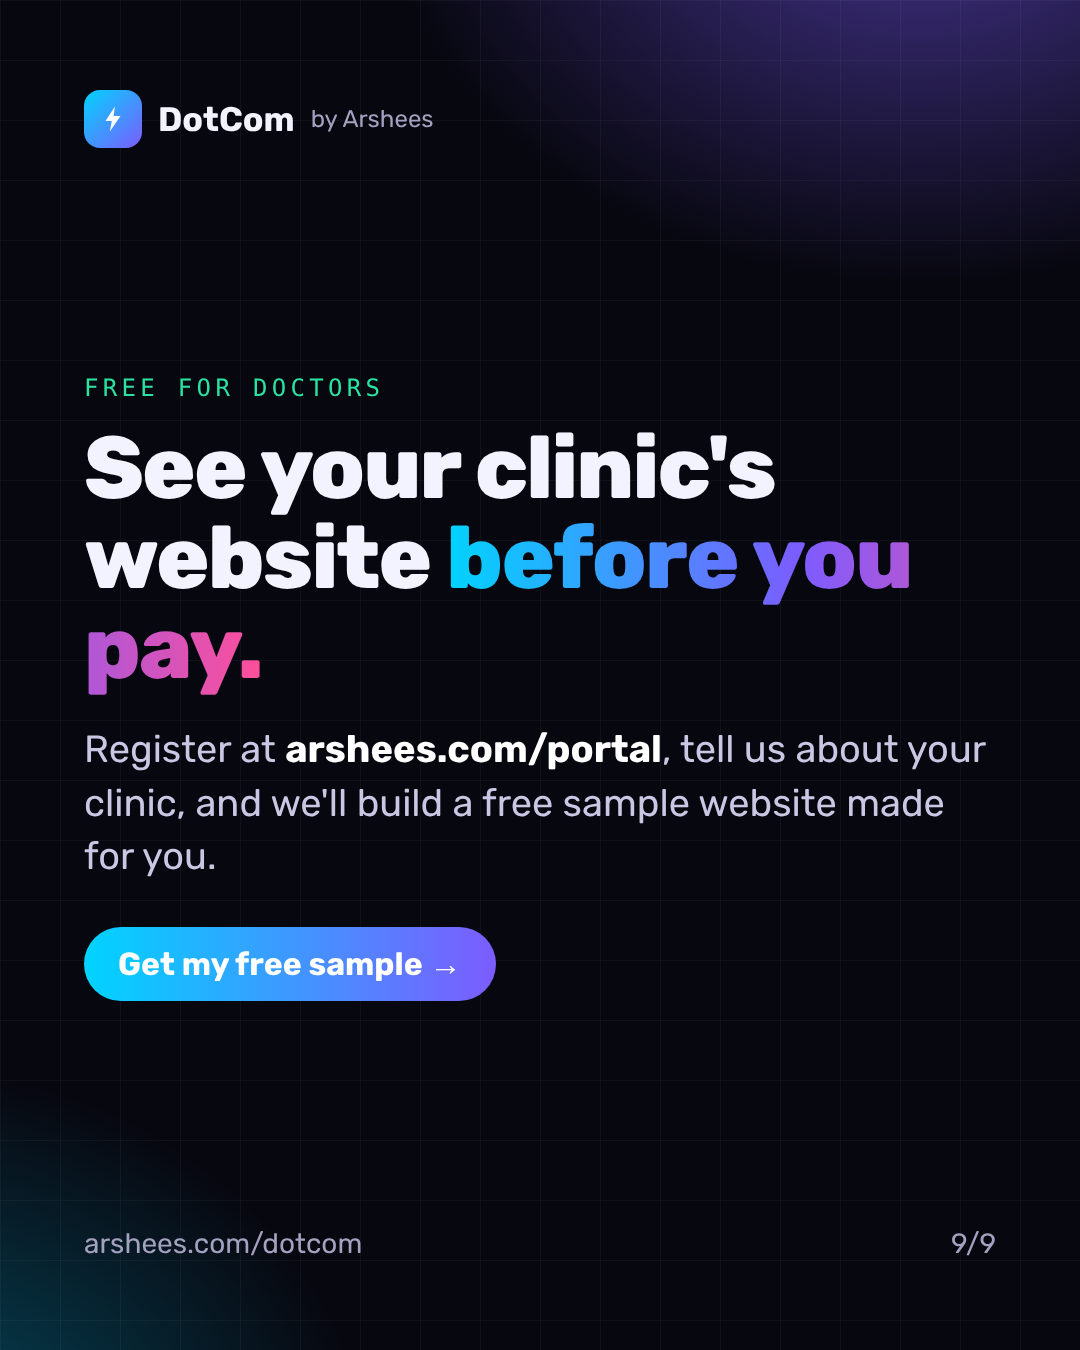 DotCom by Arshees
FREE FOR DOCTORS
See your clinic's
website before you
pay.
Register at arshees.com/portal, tell us about your
clinic, and we'll build a free sample website made
for you.
Get my free sample →
arshees.com/dotcom
9/9